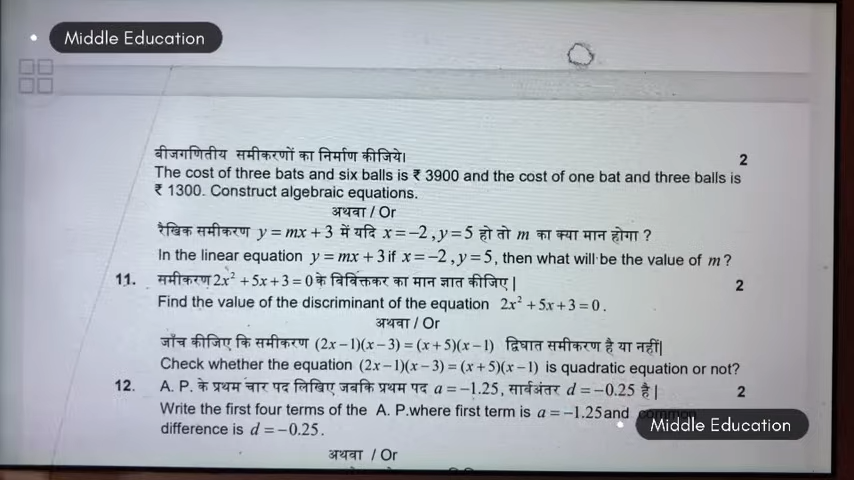 Middle Education
बीजगणितीय समीकरणों का निर्माण कीजिये।
2
The cost of three bats and six balls is ₹ 3900 and the cost of one bat and three balls is
₹ 1300. Construct algebraic equations.
अथवा / Or
रैखिक समीकरण y = mx + 3 में यदि x = −2 , y = 5 हो तो m का क्या मान होगा ?
In the linear equation y = mx + 3 if x = −2, y = 5, then what will be the value of m ?
11. समीकरण 2x² + 5x + 3 = 0 के विविक्तकर का मान ज्ञात कीजिए |
2
Find the value of the discriminant of the equation 2x² + 5x + 3 = 0.
अथवा / Or
जाँच कीजिए कि समीकरण (2x − 1)(x − 3) = (x + 5)(x − 1) द्विघात समीकरण है या नहीं|
Check whether the equation (2x − 1)(x − 3) = (x + 5)(x − 1) is quadratic equation or not?
12. A. P. के प्रथम चार पद लिखिए जबकि प्रथम पद a = −1.25, सार्वअंतर d = −0.25 है |
2
Write the first four terms of the A. P.where first term is a = −1.25 and common
difference is d = −0.25.
Middle Education
अथवा / Or